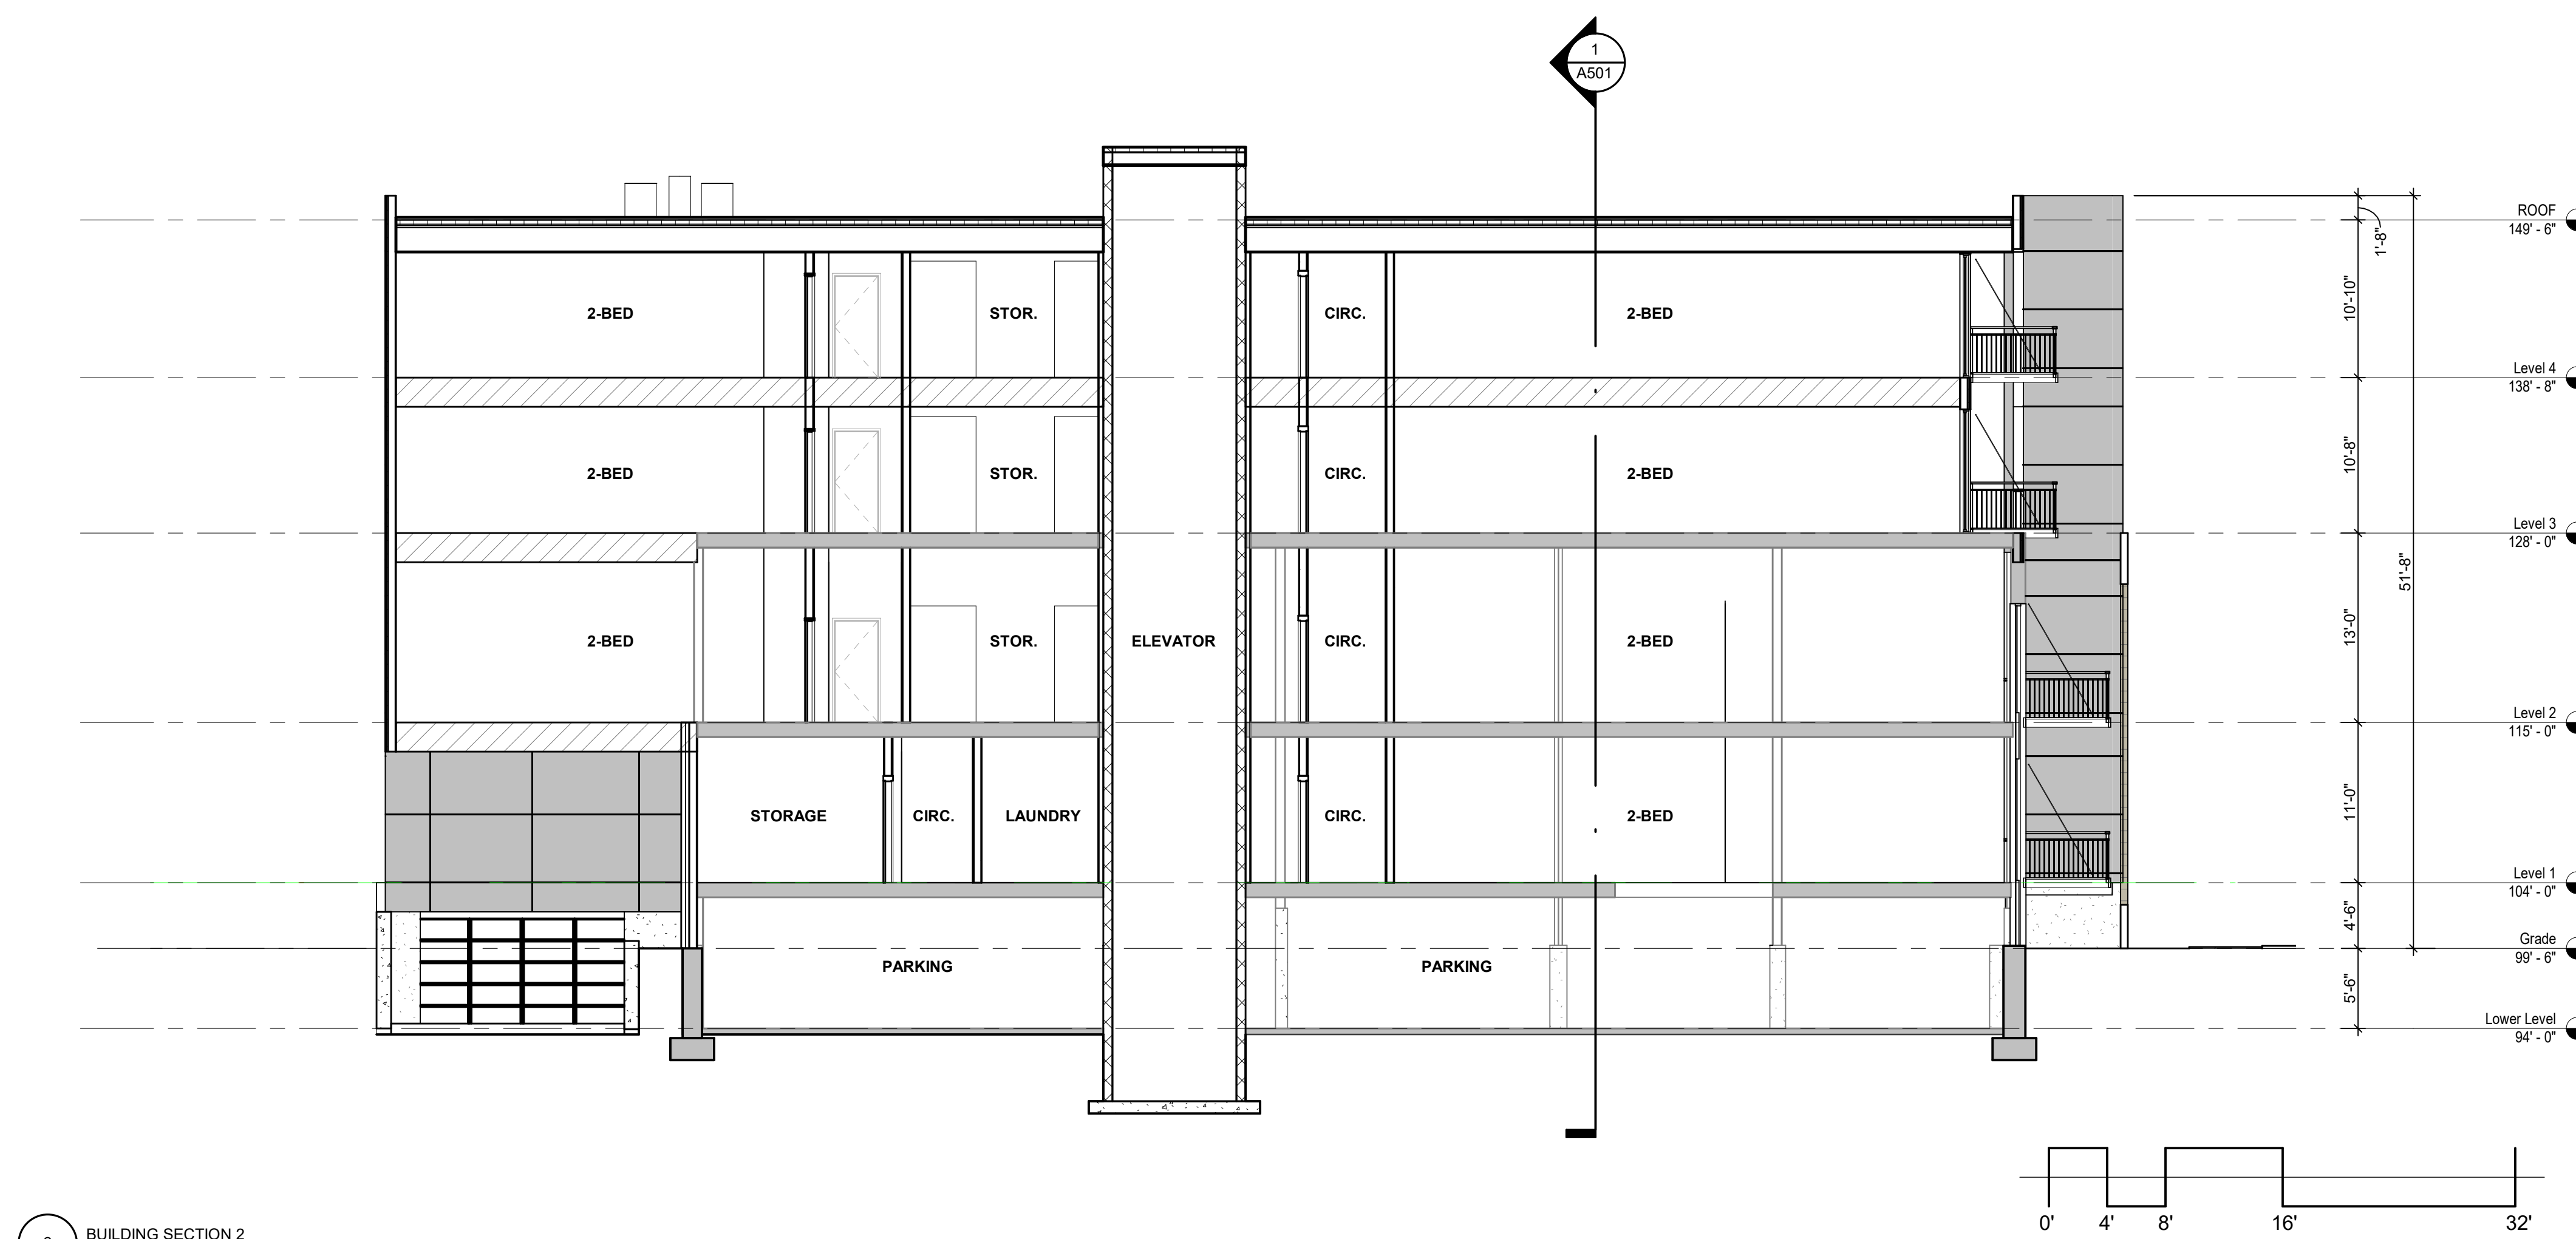 1
A501
ROOF
149' - 6"
1'-8"
10'-10"
2-BED
STOR.
CIRC.
2-BED
Level 4
138' - 8"
10'-8"
2-BED
STOR.
CIRC.
2-BED
Level 3
128' - 0"
51'-8"
13'-0"
2-BED
STOR.
ELEVATOR
CIRC.
2-BED
Level 2
115' - 0"
11'-0"
STORAGE
CIRC.
LAUNDRY
CIRC.
2-BED
Level 1
104' - 0"
4'-6"
Grade
99' - 6"
PARKING
PARKING
5'-6"
Lower Level
94' - 0"
0'
4'
8'
16'
32'
BUILDING SECTION 2